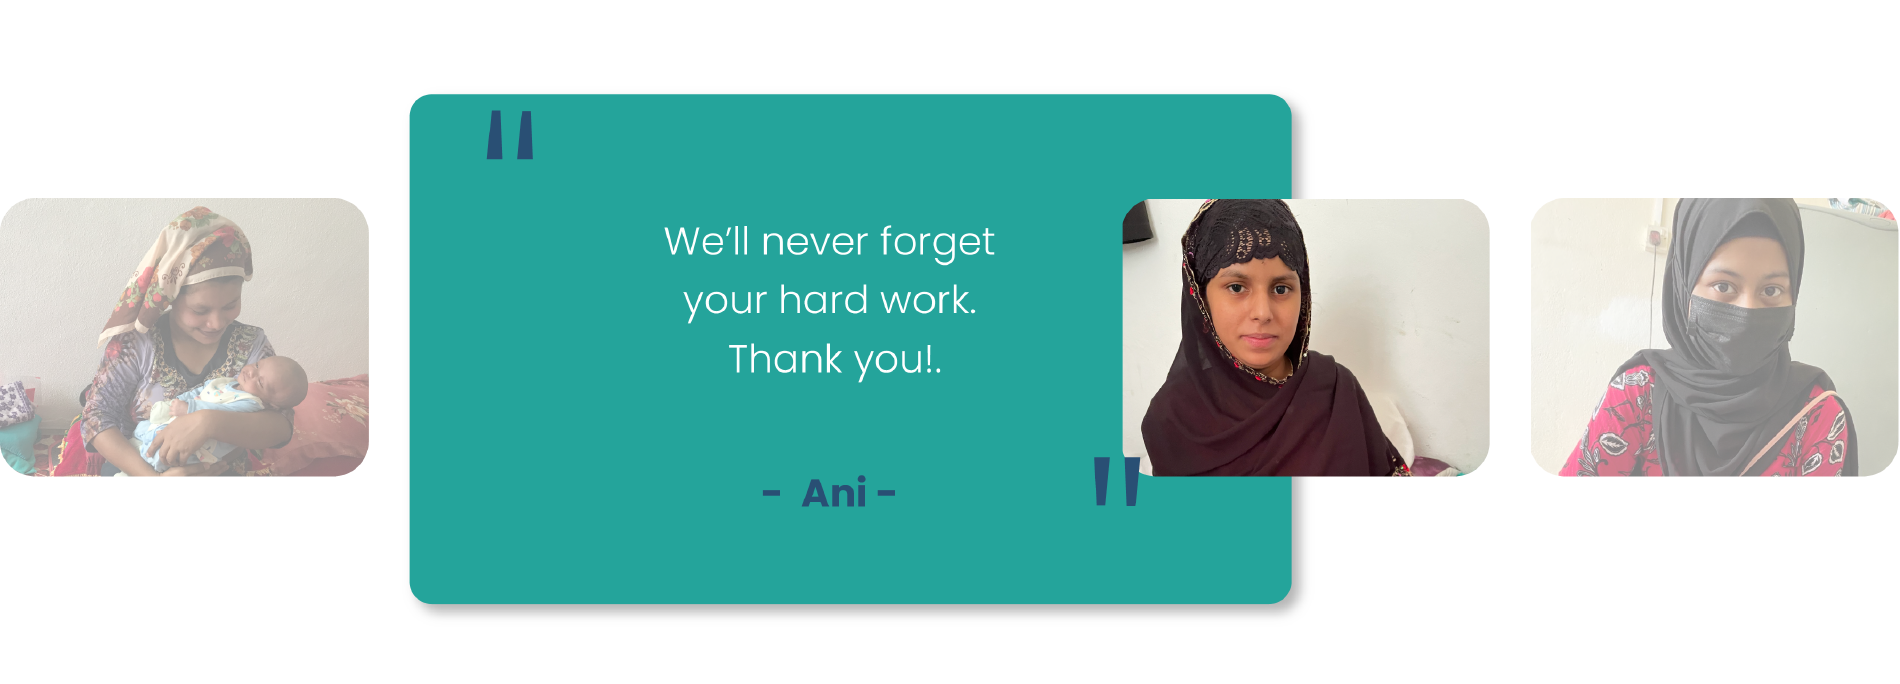 "
We’ll never forget
your hard work.
Thank you!.
- Ani -
"